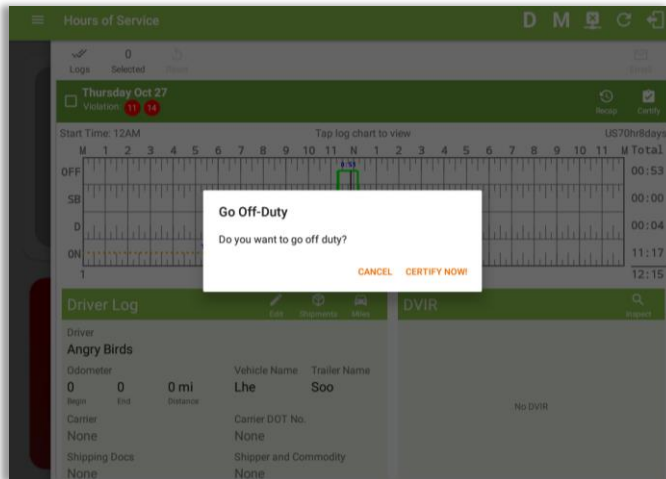 Hours of Service
D M
0
Logs Selected Open
Email
Thursday Oct 27
Violation 11 14
Recap Certify
Start Time: 12AM Tap log chart to view US70hr8days
M 1 2 3 4 5 6 7 8 9 10 11 N 1 2 3 4 5 6 7 8 9 10 11 M Total
0:53
OFF 00:53
SB 00:00
D 00:04
ON 11:17
1 12:15
Go Off-Duty
Do you want to go off duty?
CANCEL CERTIFY NOW!
Driver Log
Edit Shipments Miles
DVIR
Inspect
Driver
Angry Birds
Odometer Vehicle Name Trailer Name
0 0 0 mi Lhe Soo
Begin End Distance
No DVIR
Carrier Carrier DOT No.
None None
Shipping Docs Shipper and Commodity
None None